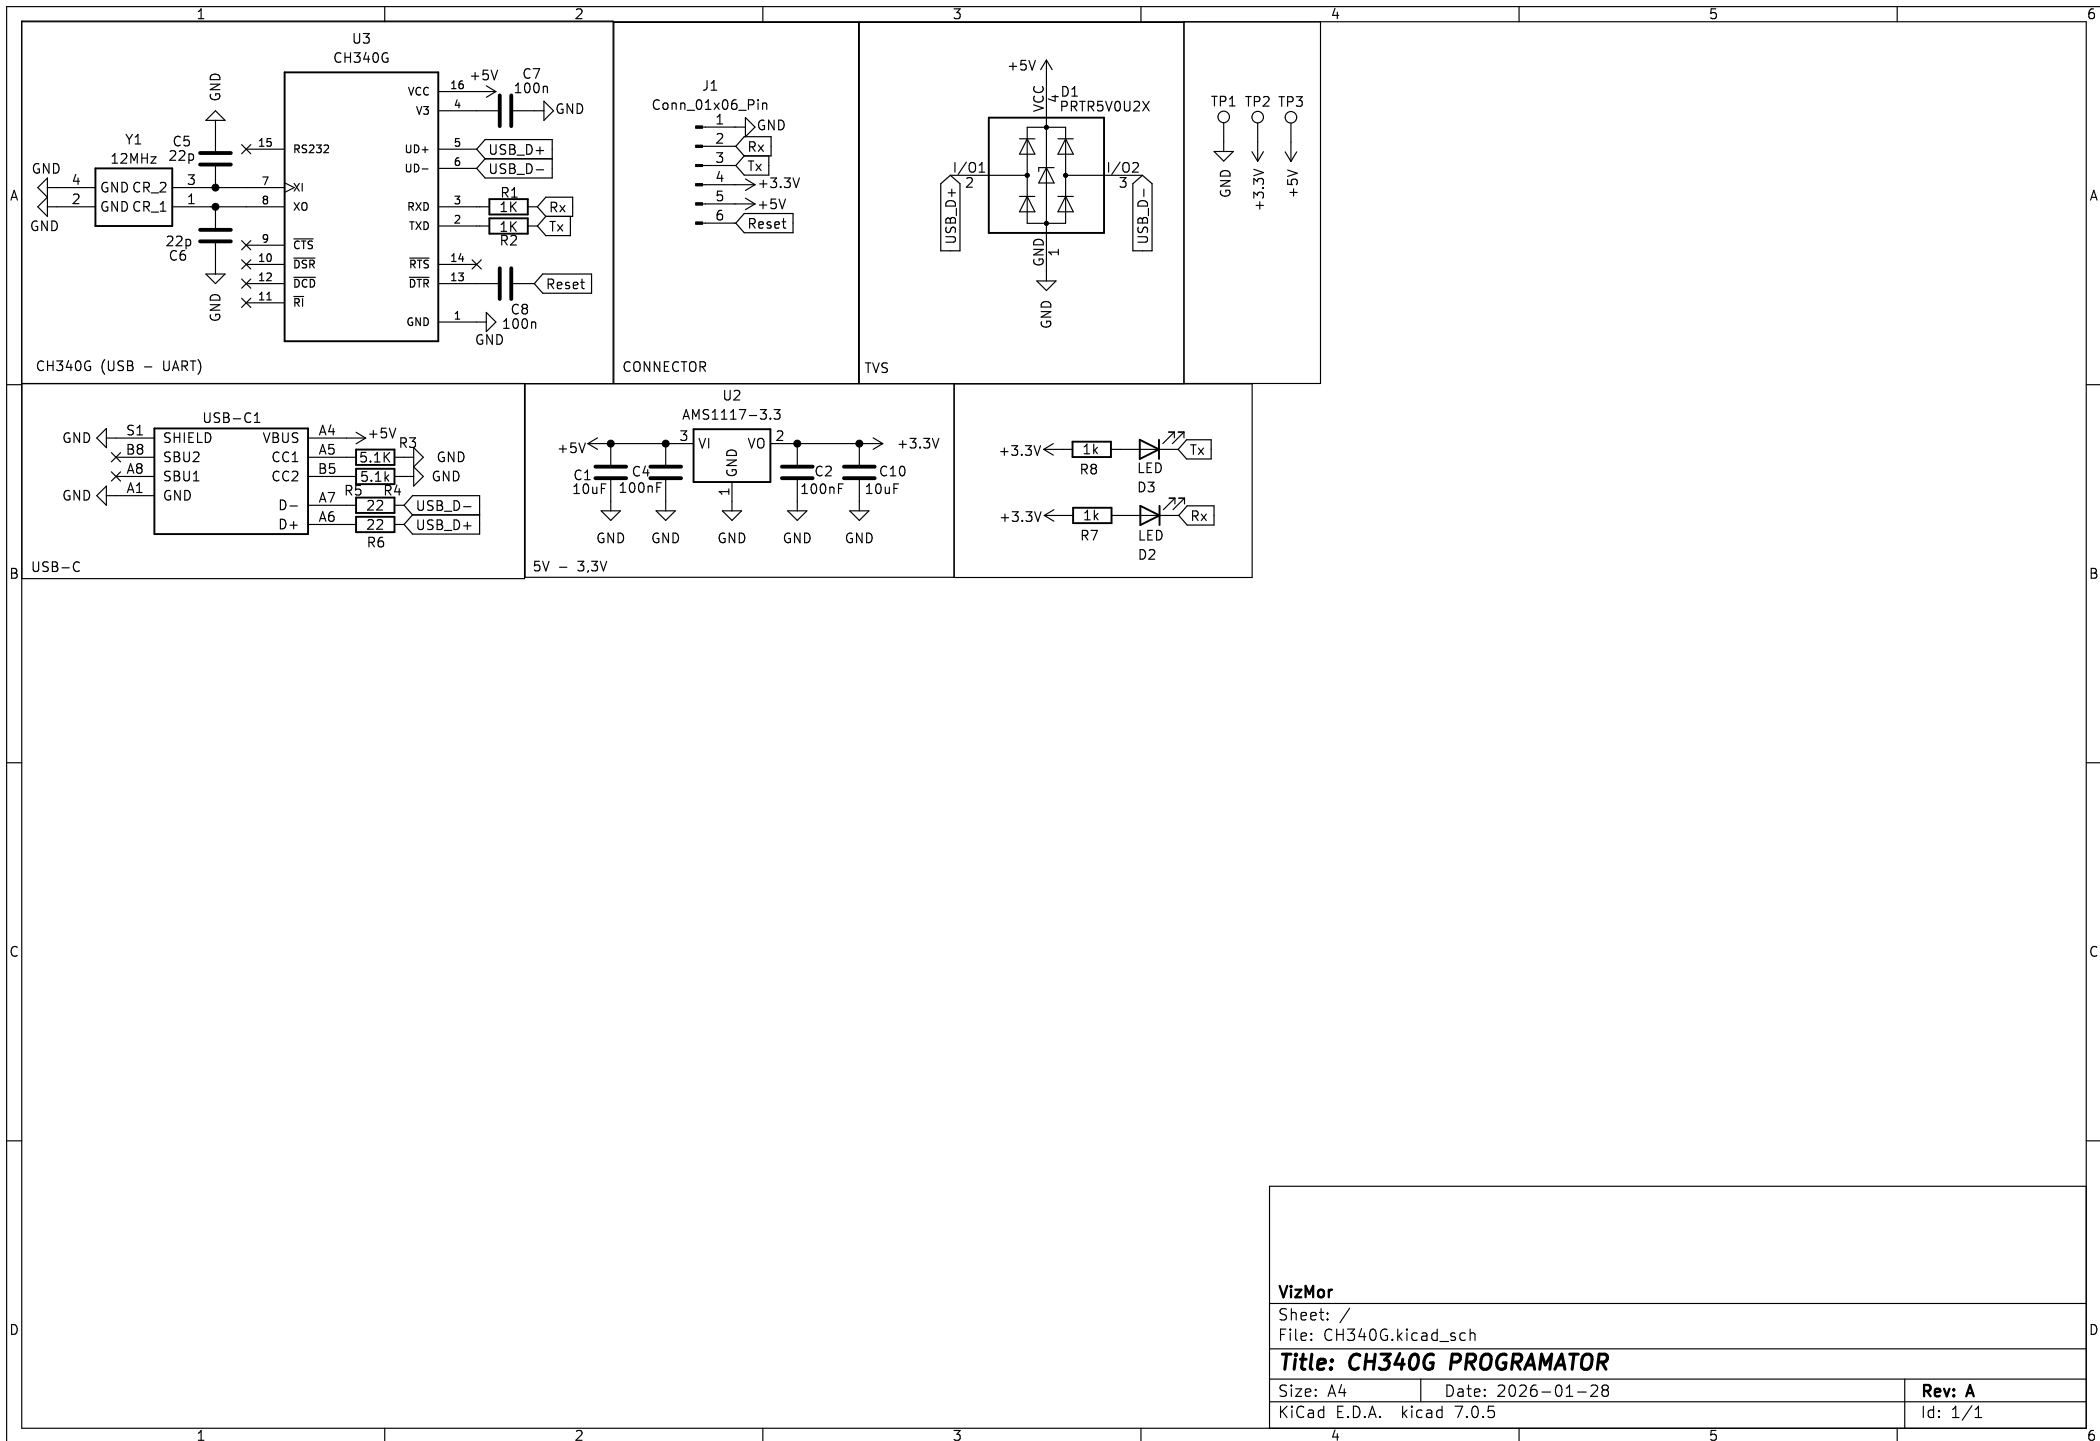 1 2 3 4 5 6
A
B
C
D
U3
CH340G
VCC 16 +5V
C7
100n
V3 4
GND
GND
Y1
12MHz
C5
22p
15 RS232
UD+ 5 USB_D+
UD- 6 USB_D-
GND
4 GND CR_2 3
7 XI
2 GND CR_1 1
8 XO
GND
RXD 3
R1
1K
Rx
TXD 2
1K
R2
Tx
22p
C6
9 CTS
10 DSR
12 DCD
11 RI
RTS 14
DTR 13
Reset
C8
100n
GND 1
GND
GND
CH340G (USB - UART)
J1
Conn_01x06_Pin
1 GND
2 Rx
3 Tx
4 +3.3V
5 +5V
6 Reset
CONNECTOR
+5V
VCC
4
D1
PRTR5V0U2X
I/O1
2
I/O2
3
USB_D+
USB_D-
GND
1
GND
TVS
TP1 TP2 TP3
GND
+3.3V
+5V
USB-C1
GND S1 SHIELD
VBUS A4 +5V
B8 SBU2
CC1 A5 5.1K GND
R3
A8 SBU1
CC2 B5 5.1k GND
R4
GND A1 GND
R5
D- A7 22 USB_D-
D+ A6 22 USB_D+
R6
USB-C
U2
AMS1117-3.3
+5V
3 VI VO 2
+3.3V
GND
1
C1
10uF
C4
100nF
C2
100nF
C10
10uF
GND GND GND GND GND
5V - 3,3V
+3.3V 1k Tx
R8
LED
D3
+3.3V 1k Rx
R7
LED
D2
VizMor
Sheet: /
File: CH340G.kicad_sch
Title: CH340G PROGRAMATOR
Size: A4 Date: 2026-01-28 Rev: A
KiCad E.D.A. kicad 7.0.5 Id: 1/1
A
B
C
D
1 2 3 4 5 6